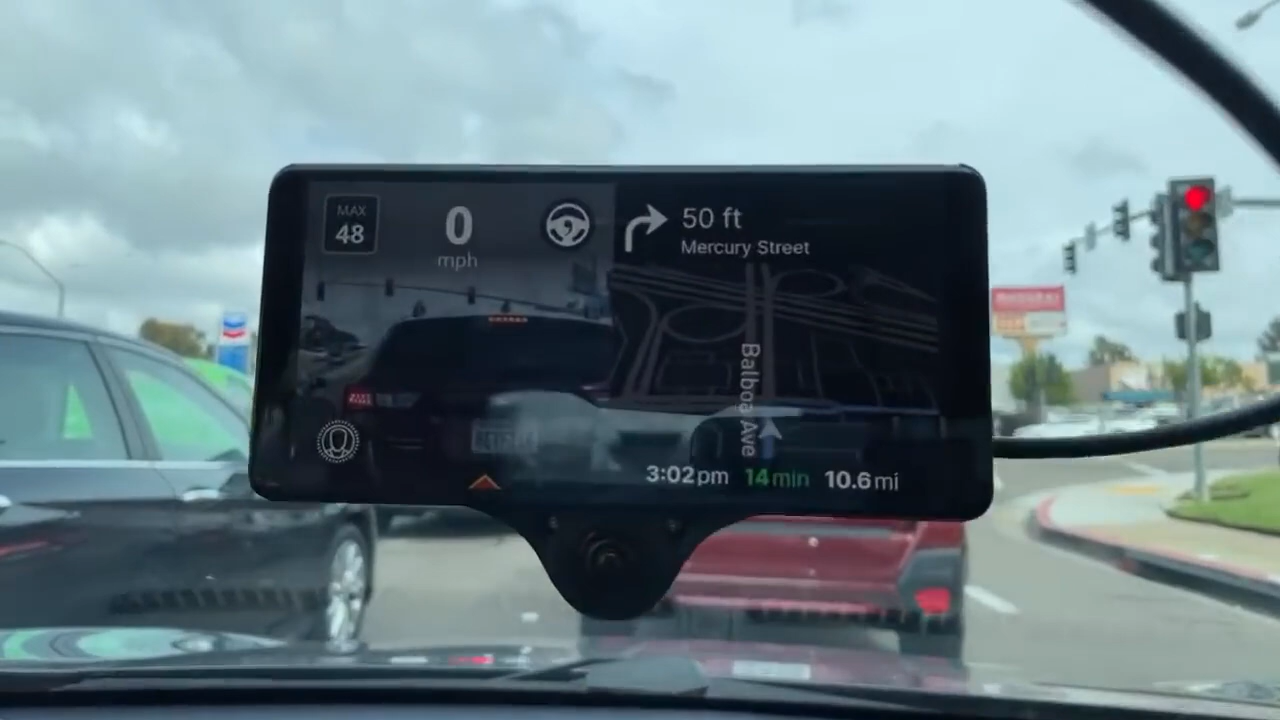 MAX
48
0
mph
50 ft
Mercury Street
Balboa Ave
3:02pm 14min 10.6mi